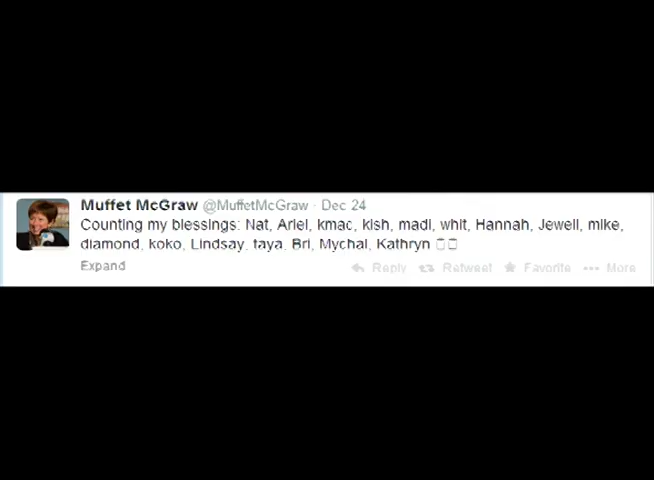 Muffet McGraw @MuffetMcGraw · Dec 24
Counting my blessings: Nat, Ariel, kmac, kish, madi, whit, Hannah, Jewell, mike,
diamond, koko, Lindsay, taya, Bri, Mychal, Kathryn
Expand Reply Retweet Favorite More